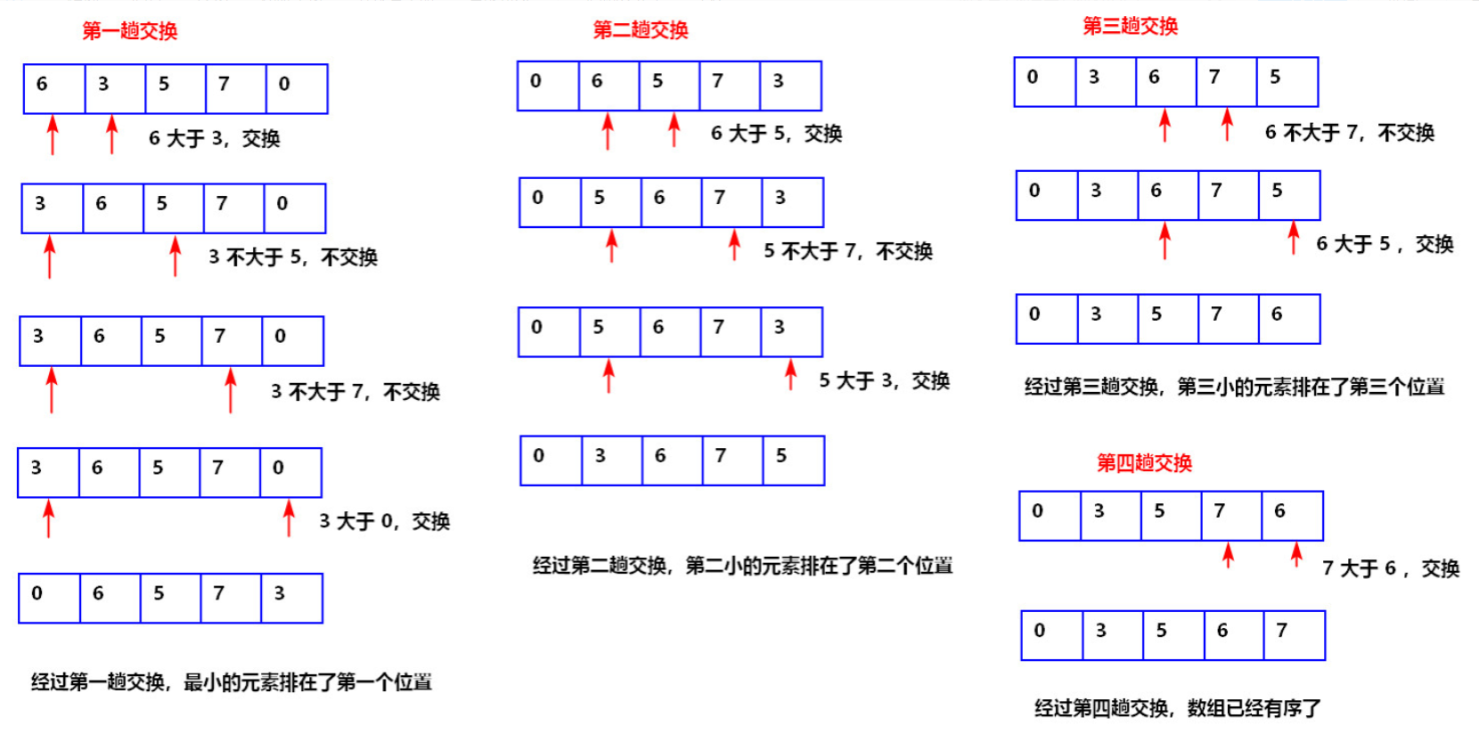 第一趟交换
6 3 5 7 0
6 大于 3，交换
3 6 5 7 0
3 不大于 5，不交换
3 6 5 7 0
3 不大于 7，不交换
3 6 5 7 0
3 大于 0，交换
0 6 5 7 3
经过第一趟交换，最小的元素排在了第一个位置
第二趟交换
0 6 5 7 3
6 大于 5，交换
0 5 6 7 3
5 不大于 7，不交换
0 5 6 7 3
5 大于 3，交换
0 3 6 7 5
经过第二趟交换，第二小的元素排在了第二个位置
第三趟交换
0 3 6 7 5
6 不大于 7，不交换
0 3 6 7 5
6 大于 5 ，交换
0 3 5 7 6
经过第三趟交换，第三小的元素排在了第三个位置
第四趟交换
0 3 5 7 6
7 大于 6 ，交换
0 3 5 6 7
经过第四趟交换，数组已经有序了